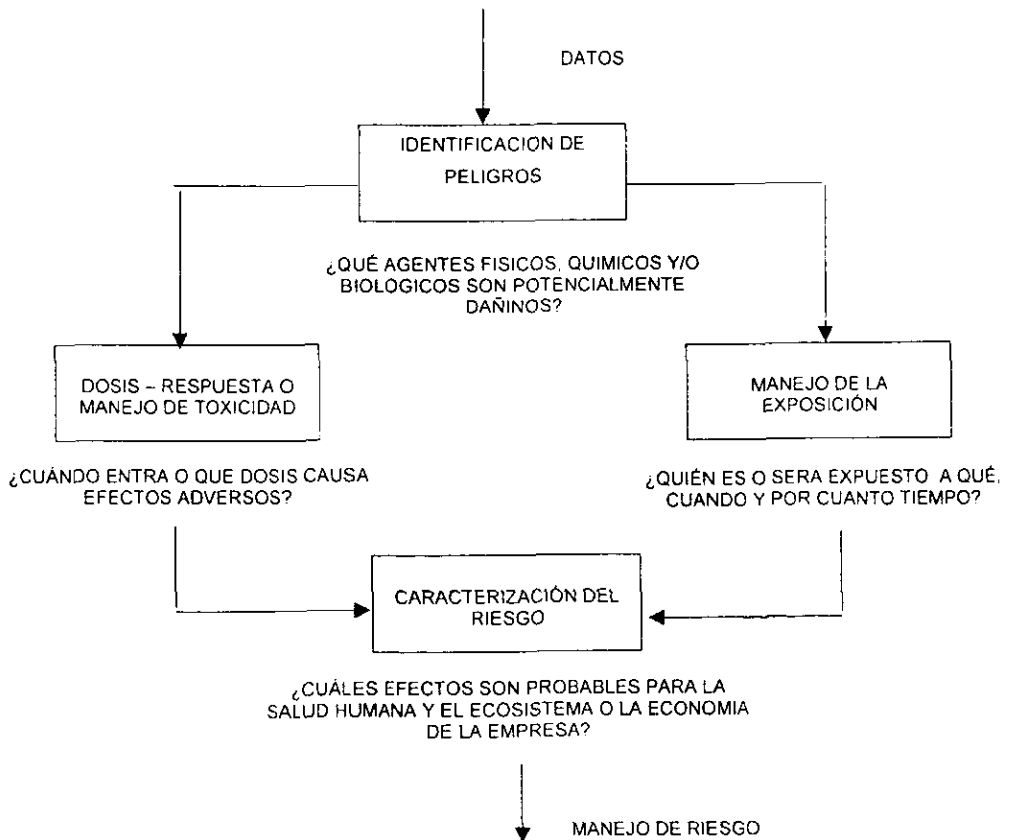 DATOS
IDENTIFICACION DE
PELIGROS
¿QUÉ AGENTES FISICOS, QUIMICOS Y/O
BIOLOGICOS SON POTENCIALMENTE
DAÑINOS?
DOSIS – RESPUESTA O
MANEJO DE TOXICIDAD
¿CUÁNDO ENTRA O QUE DOSIS CAUSA
EFECTOS ADVERSOS?
MANEJO DE LA
EXPOSICIÓN
¿QUIÉN ES O SERA EXPUESTO A QUÉ,
CUANDO Y POR CUANTO TIEMPO?
CARACTERIZACIÓN DEL
RIESGO
¿CUÁLES EFECTOS SON PROBABLES PARA LA
SALUD HUMANA Y EL ECOSISTEMA O LA ECONOMIA
DE LA EMPRESA?
MANEJO DE RIESGO